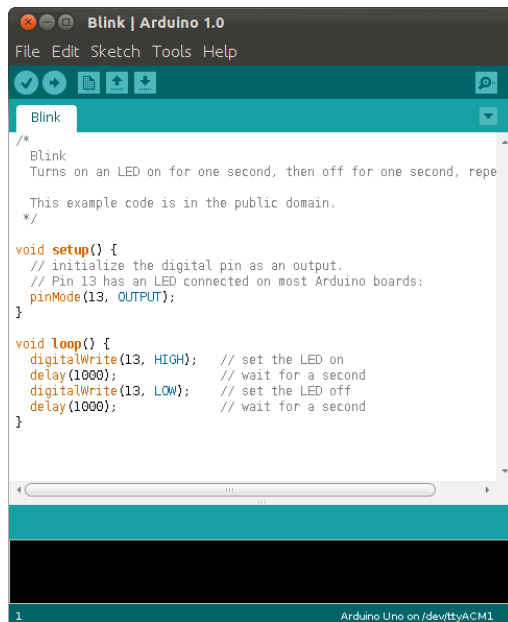 Blink | Arduino 1.0
File Edit Sketch Tools Help
Blink
/*
  Blink
  Turns on an LED on for one second, then off for one second, repe

  This example code is in the public domain.
 */

void setup() {
  // initialize the digital pin as an output.
  // Pin 13 has an LED connected on most Arduino boards:
  pinMode(13, OUTPUT);
}

void loop() {
  digitalWrite(13, HIGH);   // set the LED on
  delay(1000);              // wait for a second
  digitalWrite(13, LOW);    // set the LED off
  delay(1000);              // wait for a second
}
1
Arduino Uno on /dev/ttyACM1